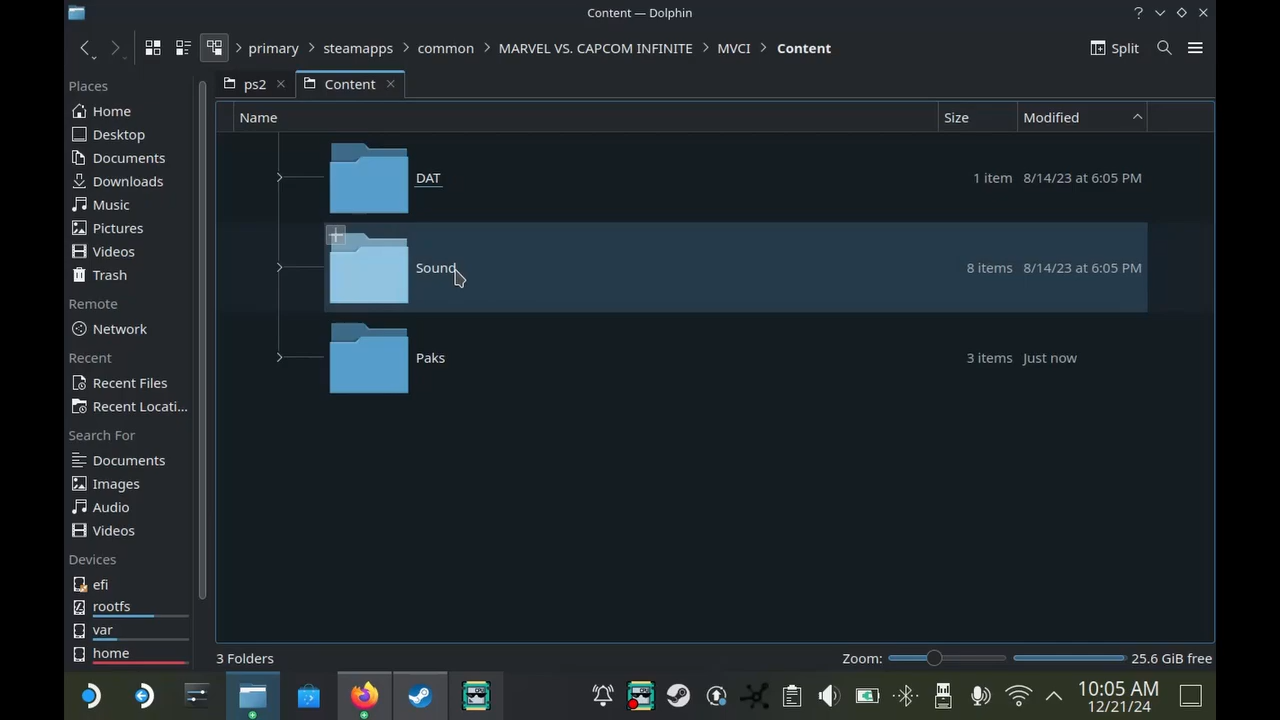 Content — Dolphin
primary steamapps common MARVEL VS. CAPCOM INFINITE MVCI Content
Split
Places
Home
Desktop
Documents
Downloads
Music
Pictures
Videos
Trash
Remote
Network
Recent
Recent Files
Recent Locati...
Search For
Documents
Images
Audio
Videos
Devices
efi
rootfs
var
home
ps2
Content
Name Size Modified
DAT 1 item 8/14/23 at 6:05 PM
Sound 8 items 8/14/23 at 6:05 PM
Paks 3 items Just now
3 Folders
Zoom:
25.6 GiB free
10:05 AM
12/21/24